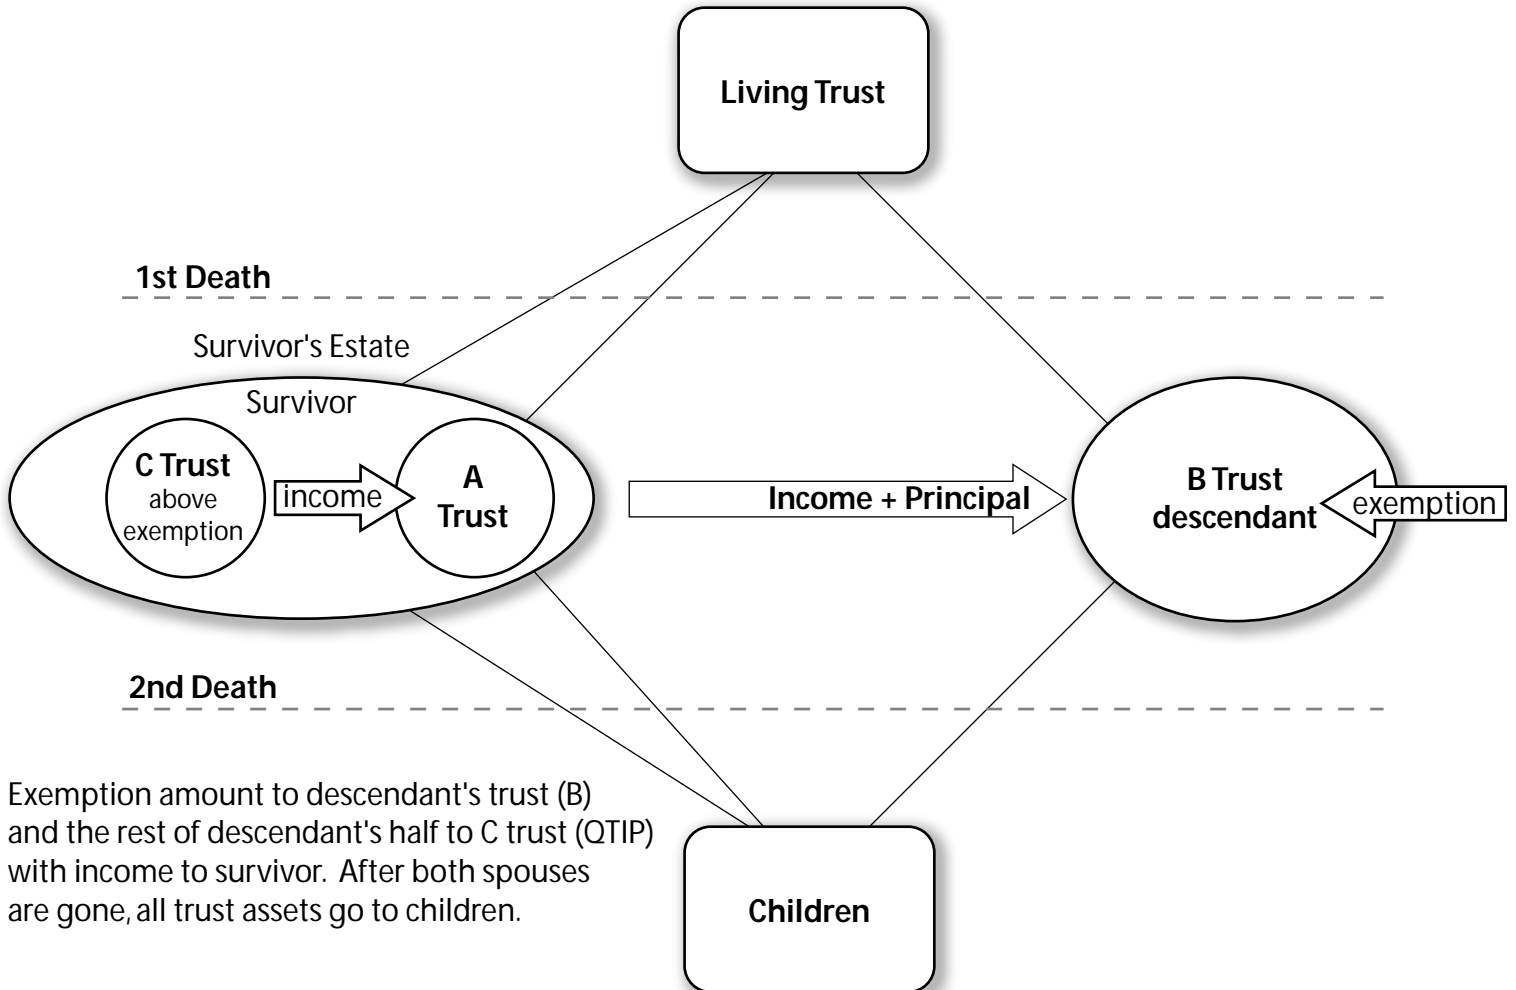 Living Trust
1st Death
Survivor's Estate
Survivor
C Trust
above
exemption
income
A
Trust
Income + Principal
B Trust
descendant
exemption
2nd Death
Exemption amount to descendant's trust (B)
and the rest of descendant's half to C trust (QTIP)
with income to survivor. After both spouses
are gone, all trust assets go to children.
Children